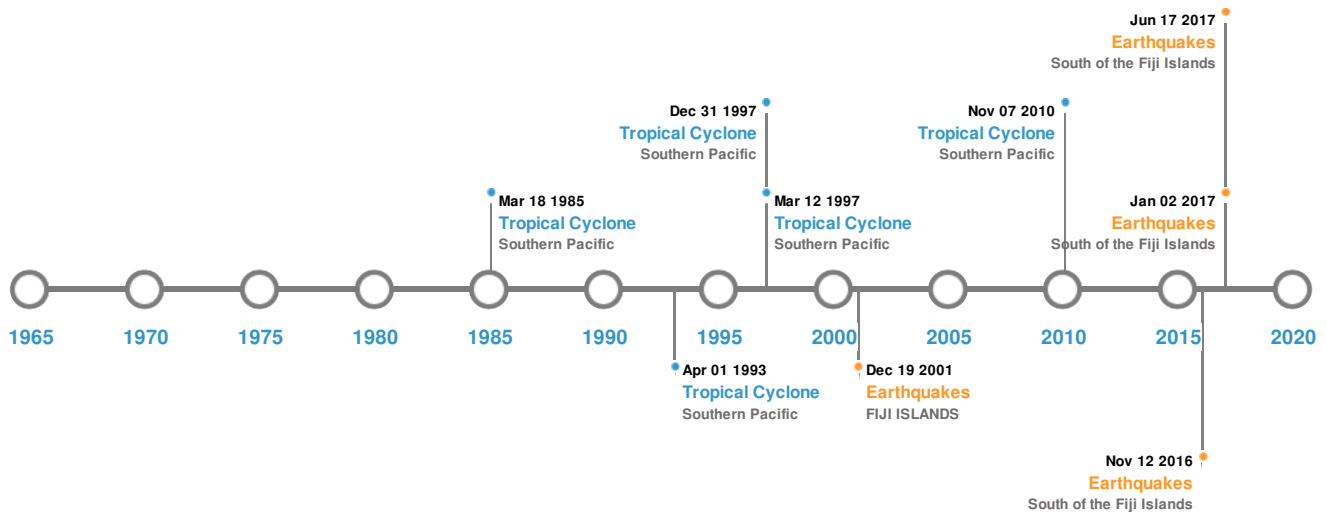 Jun 17 2017
Earthquakes
South of the Fiji Islands
Dec 31 1997
Tropical Cyclone
Southern Pacific
Nov 07 2010
Tropical Cyclone
Southern Pacific
Mar 18 1985
Tropical Cyclone
Southern Pacific
Mar 12 1997
Tropical Cyclone
Southern Pacific
Jan 02 2017
Earthquakes
South of the Fiji Islands
1965 1970 1975 1980 1985 1990 1995 2000 2005 2010 2015 2020
Apr 01 1993
Tropical Cyclone
Southern Pacific
Dec 19 2001
Earthquakes
FIJI ISLANDS
Nov 12 2016
Earthquakes
South of the Fiji Islands